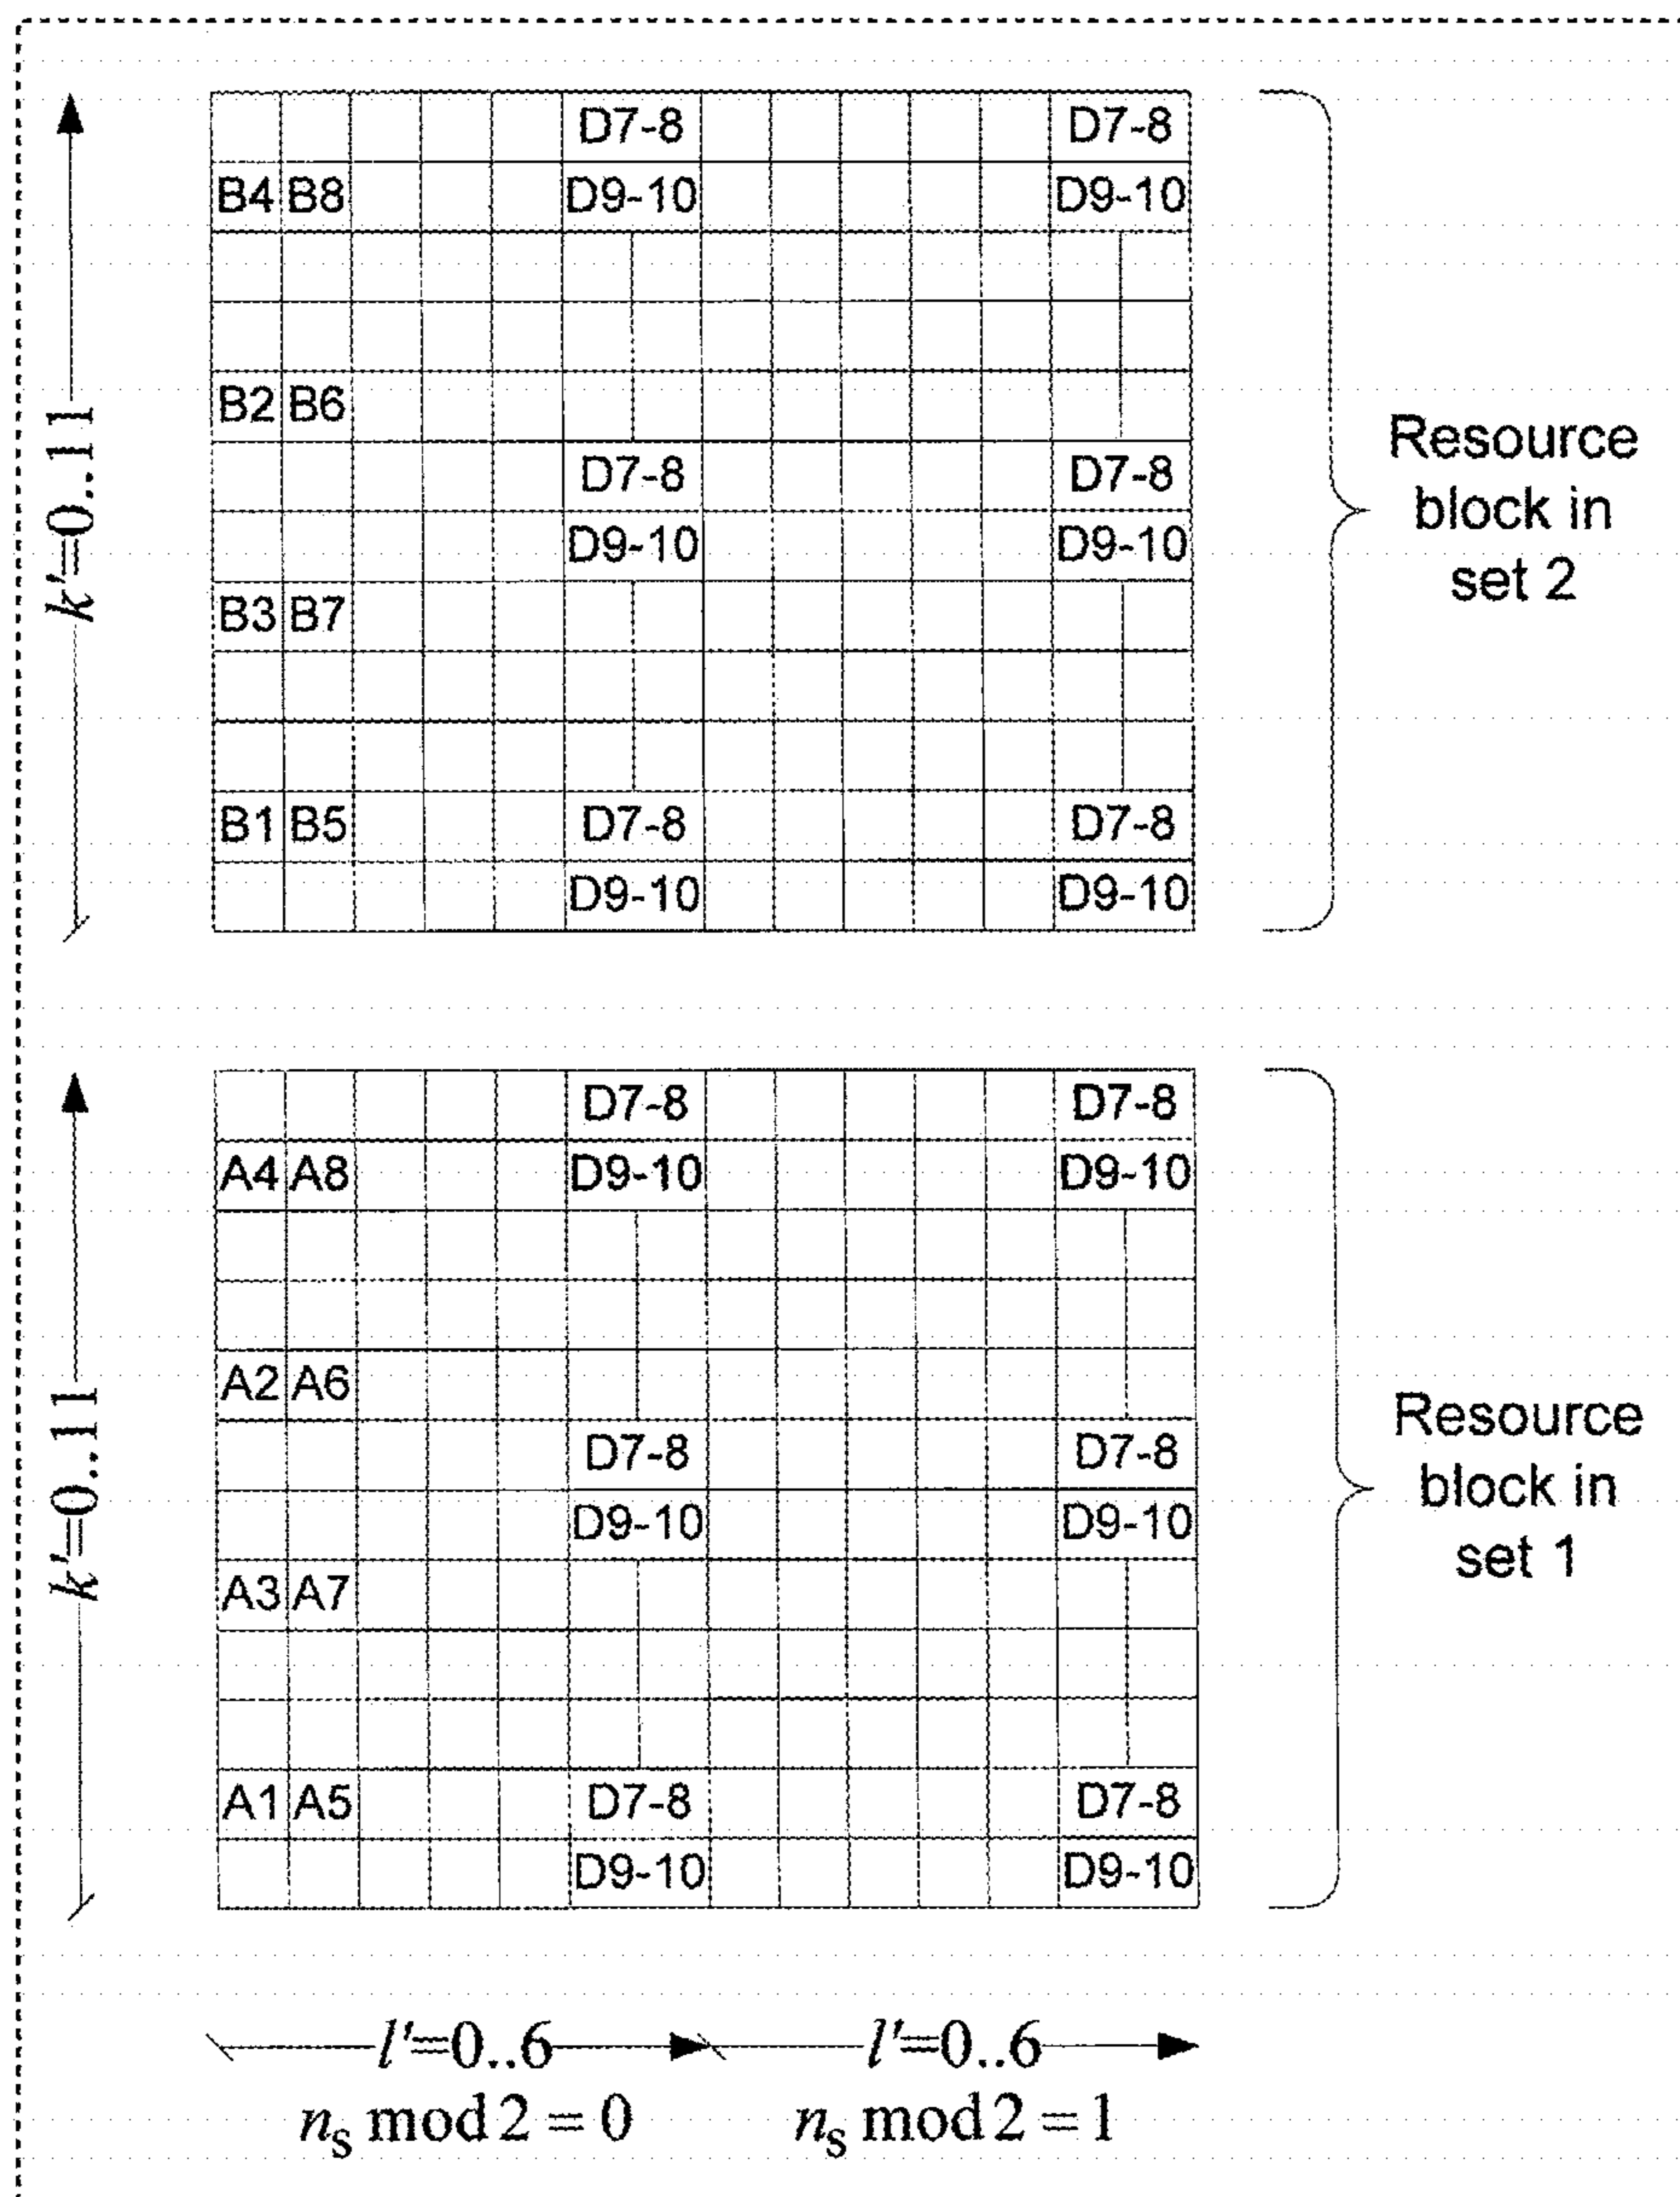 D7-8 D7-8
B4 B8 D9-10 D9-10
B2 B6
k'=0..11
D7-8 D7-8
Resource
block in
set 2
D9-10 D9-10
B3 B7
B1 B5 D7-8 D7-8
D9-10 D9-10
D7-8 D7-8
A4 A8 D9-10 D9-10
A2 A6
k'=0..11
D7-8 D7-8
Resource
block in
set 1
D9-10 D9-10
A3 A7
A1 A5 D7-8 D7-8
D9-10 D9-10
l'=0..6 l'=0..6
n_s mod 2 = 0 n_s mod 2 = 1